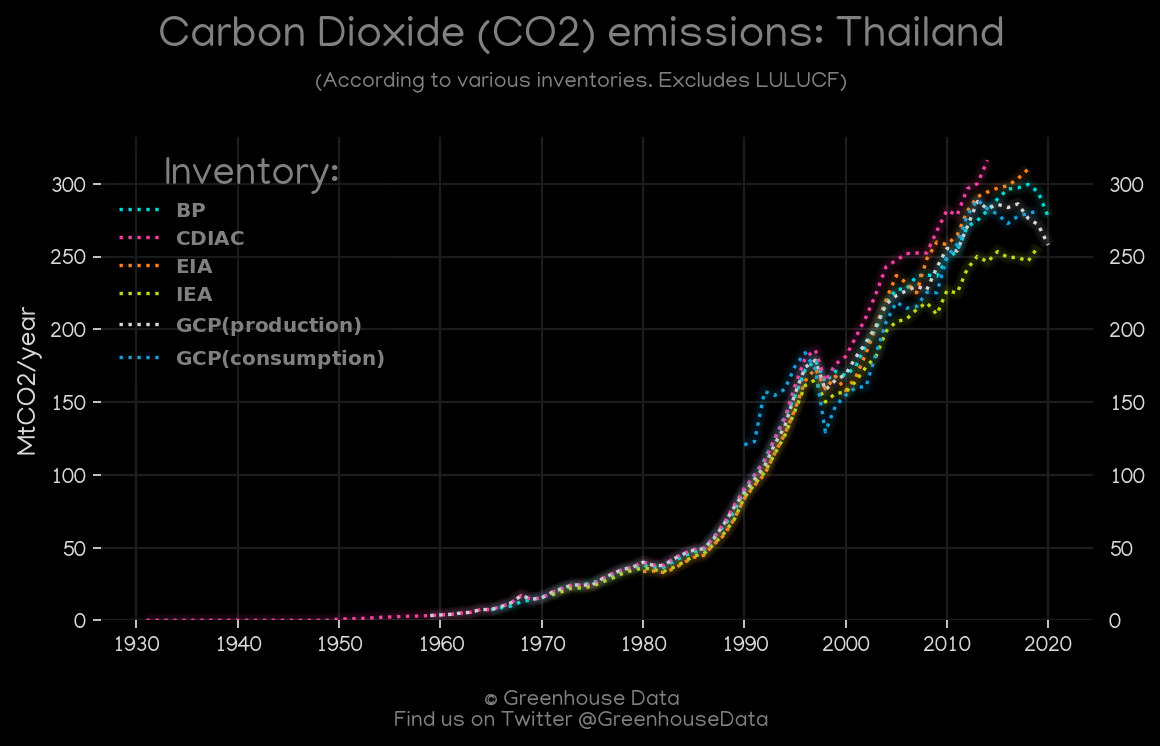 Carbon Dioxide (CO2) emissions: Thailand
(According to various inventories. Excludes LULUCF)
Inventory:
BP
CDIAC
EIA
IEA
GCP(production)
GCP(consumption)
MtCO2/year
300
250
200
150
100
50
0
300
250
200
150
100
50
0
1930 1940 1950 1960 1970 1980 1990 2000 2010 2020
© Greenhouse Data
Find us on Twitter @GreenhouseData